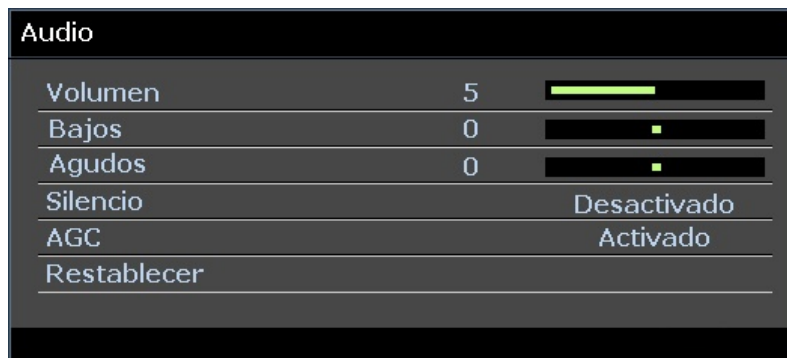 Audio
Volumen 5
Bajos 0
Agudos 0
Silencio Desactivado
AGC Activado
Restablecer